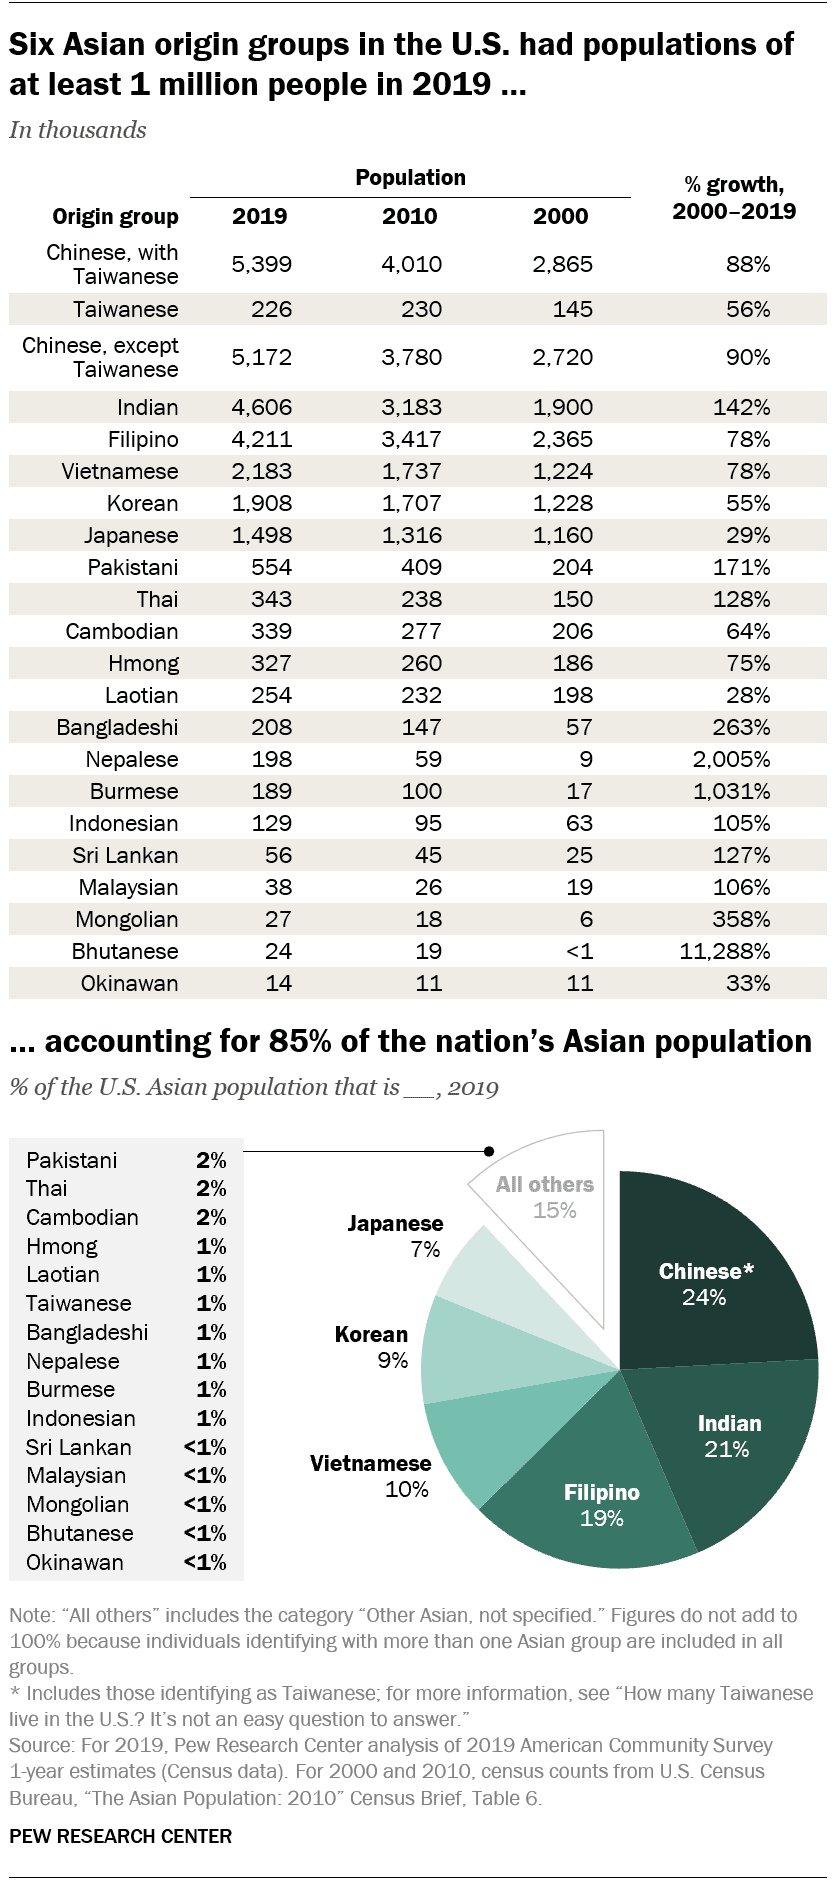 Six Asian origin groups in the U.S. had populations of
at least 1 million people in 2019 ...
In thousands
Population
% growth,
2000–2019
Origin group 2019 2010 2000
Chinese, with
Taiwanese 5,399 4,010 2,865 88%
Taiwanese 226 230 145 56%
Chinese, except
Taiwanese 5,172 3,780 2,720 90%
Indian 4,606 3,183 1,900 142%
Filipino 4,211 3,417 2,365 78%
Vietnamese 2,183 1,737 1,224 78%
Korean 1,908 1,707 1,228 55%
Japanese 1,498 1,316 1,160 29%
Pakistani 554 409 204 171%
Thai 343 238 150 128%
Cambodian 339 277 206 64%
Hmong 327 260 186 75%
Laotian 254 232 198 28%
Bangladeshi 208 147 57 263%
Nepalese 198 59 9 2,005%
Burmese 189 100 17 1,031%
Indonesian 129 95 63 105%
Sri Lankan 56 45 25 127%
Malaysian 38 26 19 106%
Mongolian 27 18 6 358%
Bhutanese 24 19 <1 11,288%
Okinawan 14 11 11 33%
... accounting for 85% of the nation’s Asian population
% of the U.S. Asian population that is __, 2019
Pakistani 2%
Thai 2%
Cambodian 2%
Hmong 1%
Laotian 1%
Taiwanese 1%
Bangladeshi 1%
Nepalese 1%
Burmese 1%
Indonesian 1%
Sri Lankan <1%
Malaysian <1%
Mongolian <1%
Bhutanese <1%
Okinawan <1%
All others
15%
Japanese
7%
Chinese*
24%
Korean
9%
Indian
21%
Vietnamese
10%
Filipino
19%
Note: “All others” includes the category “Other Asian, not specified.” Figures do not add to
100% because individuals identifying with more than one Asian group are included in all
groups.
* Includes those identifying as Taiwanese; for more information, see “How many Taiwanese
live in the U.S.? It’s not an easy question to answer.”
Source: For 2019, Pew Research Center analysis of 2019 American Community Survey
1-year estimates (Census data). For 2000 and 2010, census counts from U.S. Census
Bureau, “The Asian Population: 2010” Census Brief, Table 6.
PEW RESEARCH CENTER